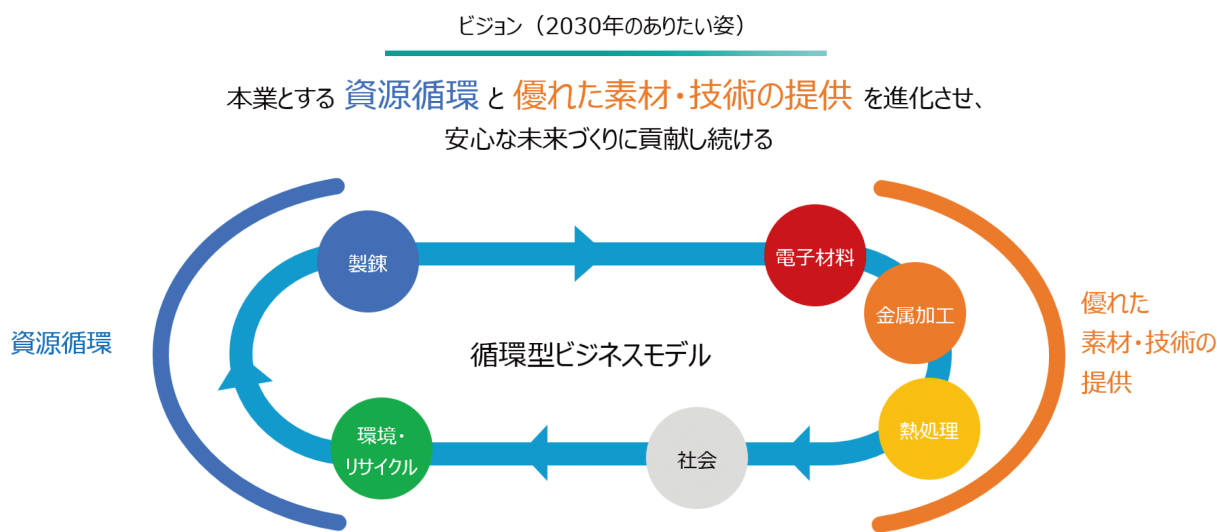 ビジョン（2030年のありたい姿）
本業とする 資源循環 と 優れた素材・技術の提供 を進化させ、
安心な未来づくりに貢献し続ける
製錬
電子材料
金属加工
資源循環
循環型ビジネスモデル
優れた
素材・技術の
提供
環境・
リサイクル
社会
熱処理